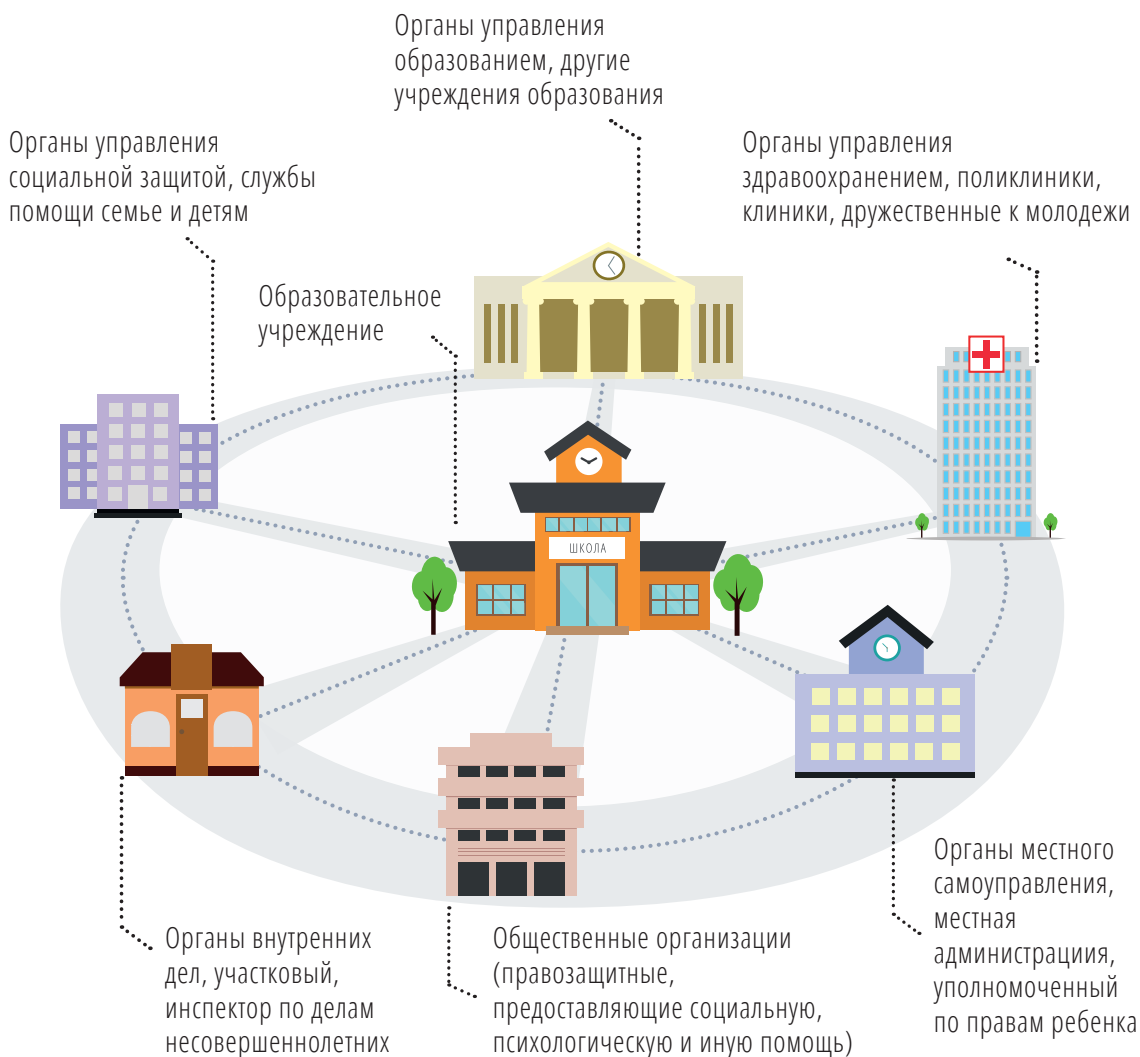 Органы управления
образованием, другие
учреждения образования
Органы управления
социальной защитой, службы
помощи семье и детям
Органы управления
здравоохранением, поликлиники,
клиники, дружественные к молодежи
Образовательное
учреждение
ШКОЛА
Органы местного
самоуправления,
местная
администрациия,
уполномоченный
по правам ребенка
Органы внутренних
дел, участковый,
инспектор по делам
несовершеннолетних
Общественные организации
(правозащитные,
предоставляющие социальную,
психологическую и иную помощь)